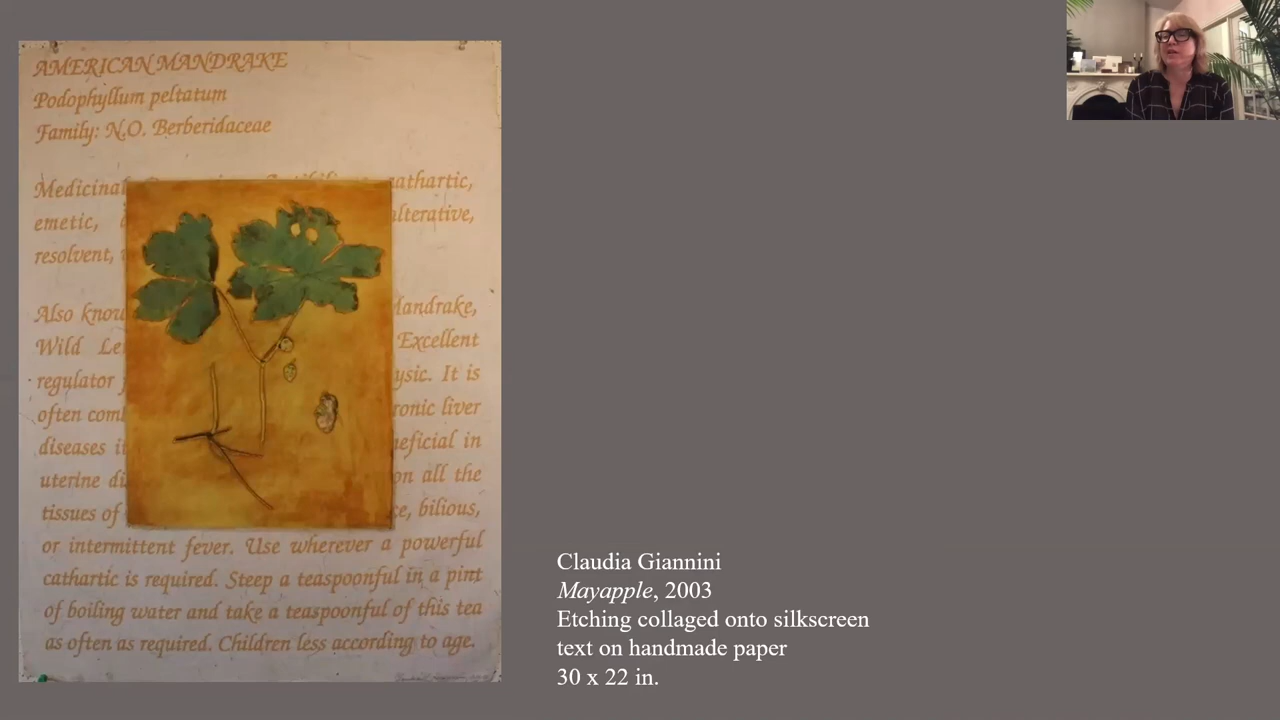 AMERICAN MANDRAKE
Podophyllum peltatum
Family: N.O. Berberidaceae
Medicinal cathartic,
emetic, alterative,
resolvent,
Also know Mandrake,
Wild Le Excellent
regulator ysic. It is
often comb ronic liver
diseases i neficial in
uterine di on all the
tissues of ce, bilious,
or intermittent fever. Use wherever a powerful
cathartic is required. Steep a teaspoonful in a pint
of boiling water and take a teaspoonful of this tea
as often as required. Children less according to age.
Claudia Giannini
Mayapple, 2003
Etching collaged onto silkscreen
text on handmade paper
30 x 22 in.